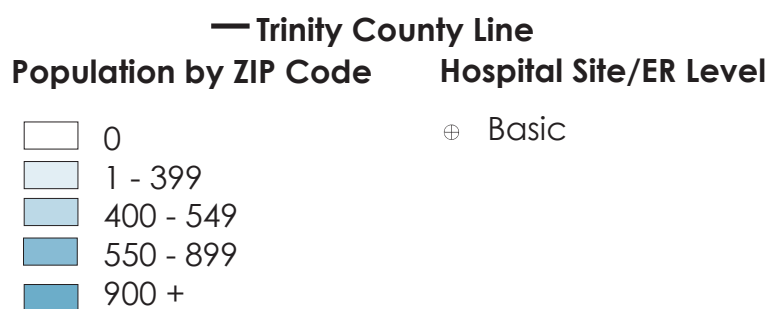 Trinity County Line
Population by ZIP Code
0
1 - 399
400 - 549
550 - 899
900 +
Hospital Site/ER Level
Basic